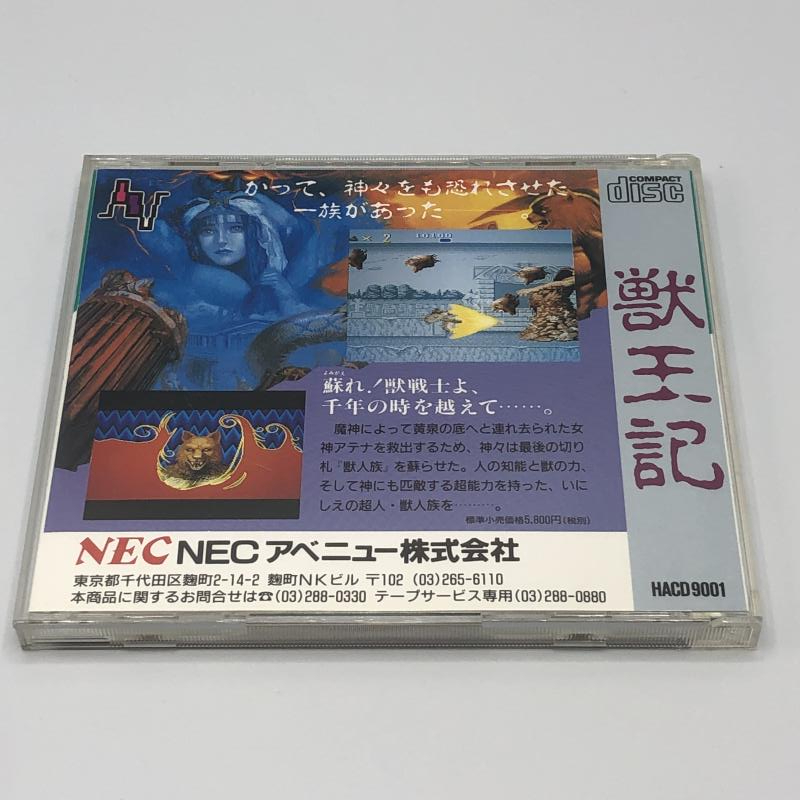 かつて、神々をも恐れさせた
一族があった――。
COMPACT
disc
獣王記
× 2
蘇れ!獣戦士よ、
よみがえ
千年の時を越えて……。
魔神によって黄泉の底へと連れ去られた女
神アテナを救出するため、神々は最後の切り
札『獣人族』を蘇らせた。人の知能と獣の力、
そして神にも匹敵する超能力を持った、いに
しえの超人・獣人族を………。
標準小売価格5,800円(税別)
NEC NEC アベニュー株式会社
東京都千代田区麹町2-14-2 麹町NKビル 〒102 (03)265-6110
本商品に関するお問合せは☎(03)288-0330 テープサービス専用(03)288-0880
HACD9001